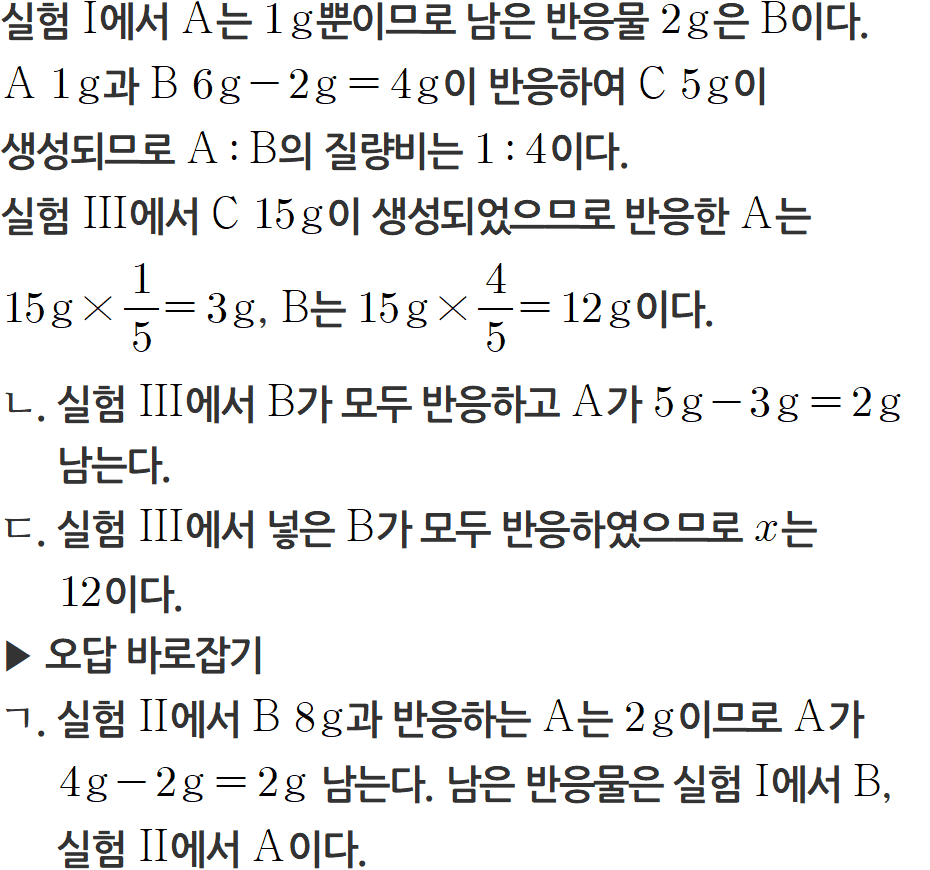 실험 I에서 A는 1g뿐이므로 남은 반응물 2g은 B이다.
A 1g과 B 6g-2g=4g이 반응하여 C 5g이
생성되므로 A:B의 질량비는 1:4이다.
실험 III에서 C 15g이 생성되었으므로 반응한 A는
15g×1/5=3g, B는 15g×4/5=12g이다.
ㄴ. 실험 III에서 B가 모두 반응하고 A가 5g-3g=2g
남는다.
ㄷ. 실험 III에서 넣은 B가 모두 반응하였으므로 x는
12이다.
▶ 오답 바로잡기
ㄱ. 실험 II에서 B 8g과 반응하는 A는 2g이므로 A가
4g-2g=2g 남는다. 남은 반응물은 실험 I에서 B,
실험 II에서 A이다.